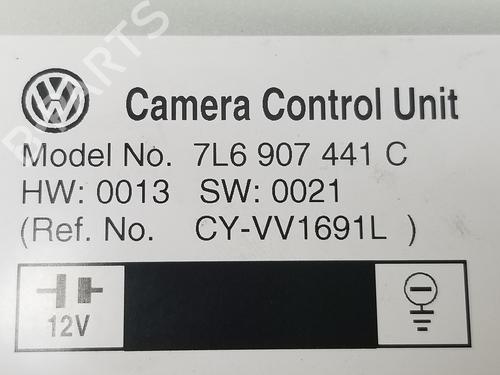 Camera Control Unit
Model No. 7L6 907 441 C
HW: 0013 SW: 0021
(Ref. No. CY-VV1691L )
12V